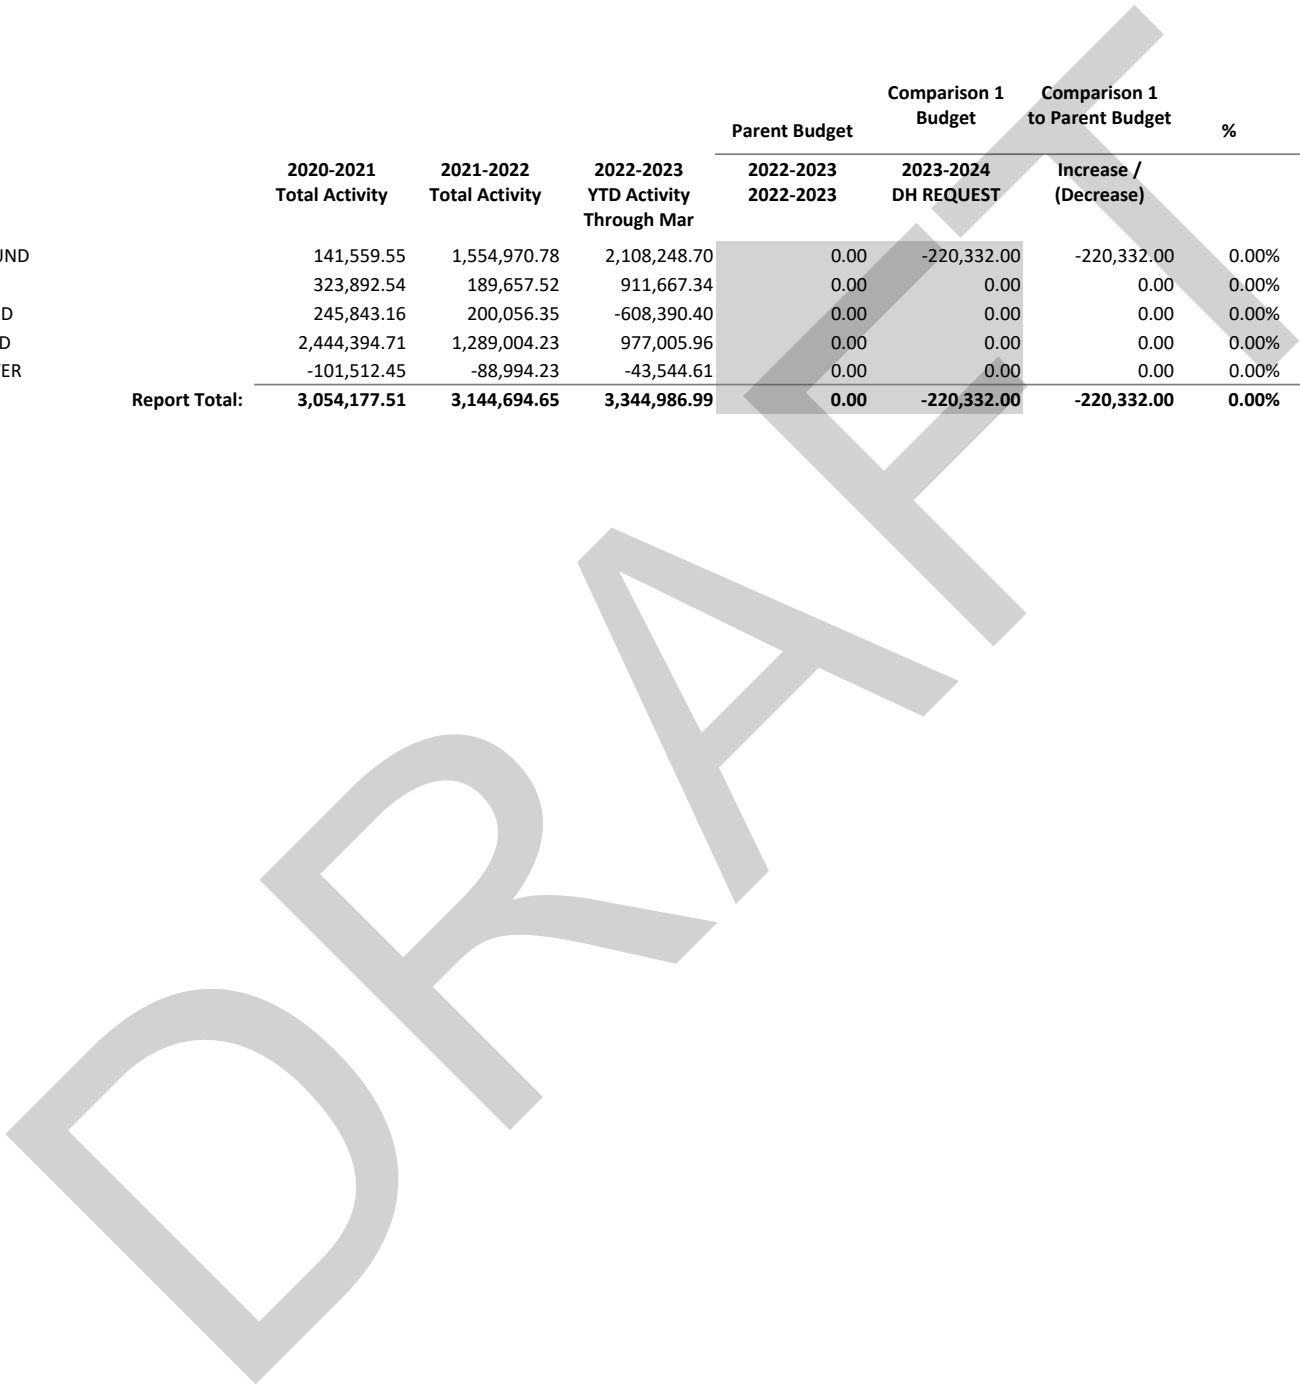 Comparison 1 Comparison 1
Parent Budget Budget to Parent Budget %
2020-2021 2021-2022 2022-2023 2022-2023 2023-2024 Increase /
Total Activity Total Activity YTD Activity 2022-2023 DH REQUEST (Decrease)
Through Mar
UND 141,559.55 1,554,970.78 2,108,248.70 0.00 -220,332.00 -220,332.00 0.00%
323,892.54 189,657.52 911,667.34 0.00 0.00 0.00 0.00%
D 245,843.16 200,056.35 -608,390.40 0.00 0.00 0.00 0.00%
D 2,444,394.71 1,289,004.23 977,005.96 0.00 0.00 0.00 0.00%
ER -101,512.45 -88,994.23 -43,544.61 0.00 0.00 0.00 0.00%
Report Total: 3,054,177.51 3,144,694.65 3,344,986.99 0.00 -220,332.00 -220,332.00 0.00%
DRAFT